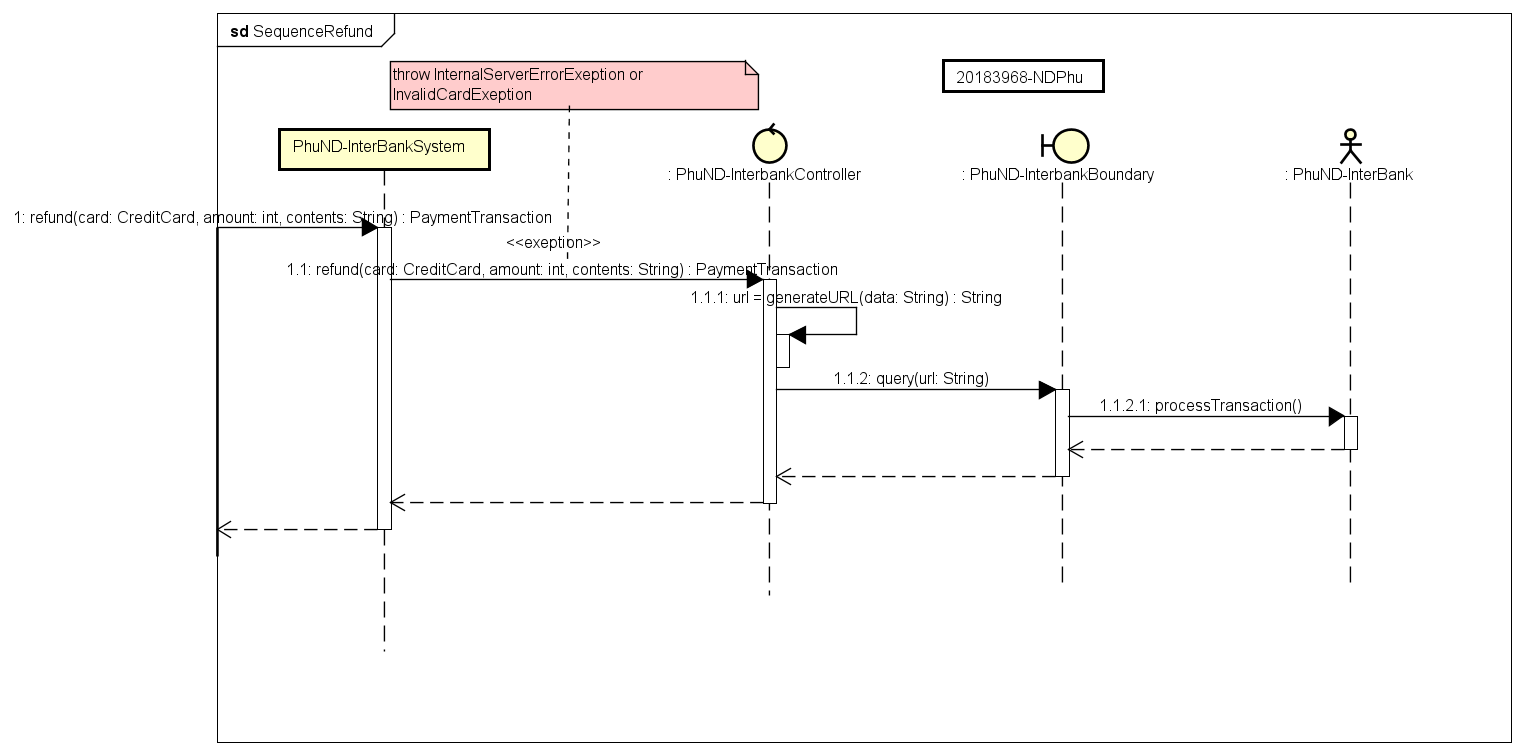 sd SequenceRefund
throw InternalServerErrorExeption or
InvalidCardExeption
20183968-NDPhu
PhuND-InterBankSystem
: PhuND-InterbankController
: PhuND-InterbankBoundary
: PhuND-InterBank
1: refund(card: CreditCard, amount: int, contents: String) : PaymentTransaction
<<exeption>>
1.1: refund(card: CreditCard, amount: int, contents: String) : PaymentTransaction
1.1.1: url = generateURL(data: String) : String
1.1.2: query(url: String)
1.1.2.1: processTransaction()